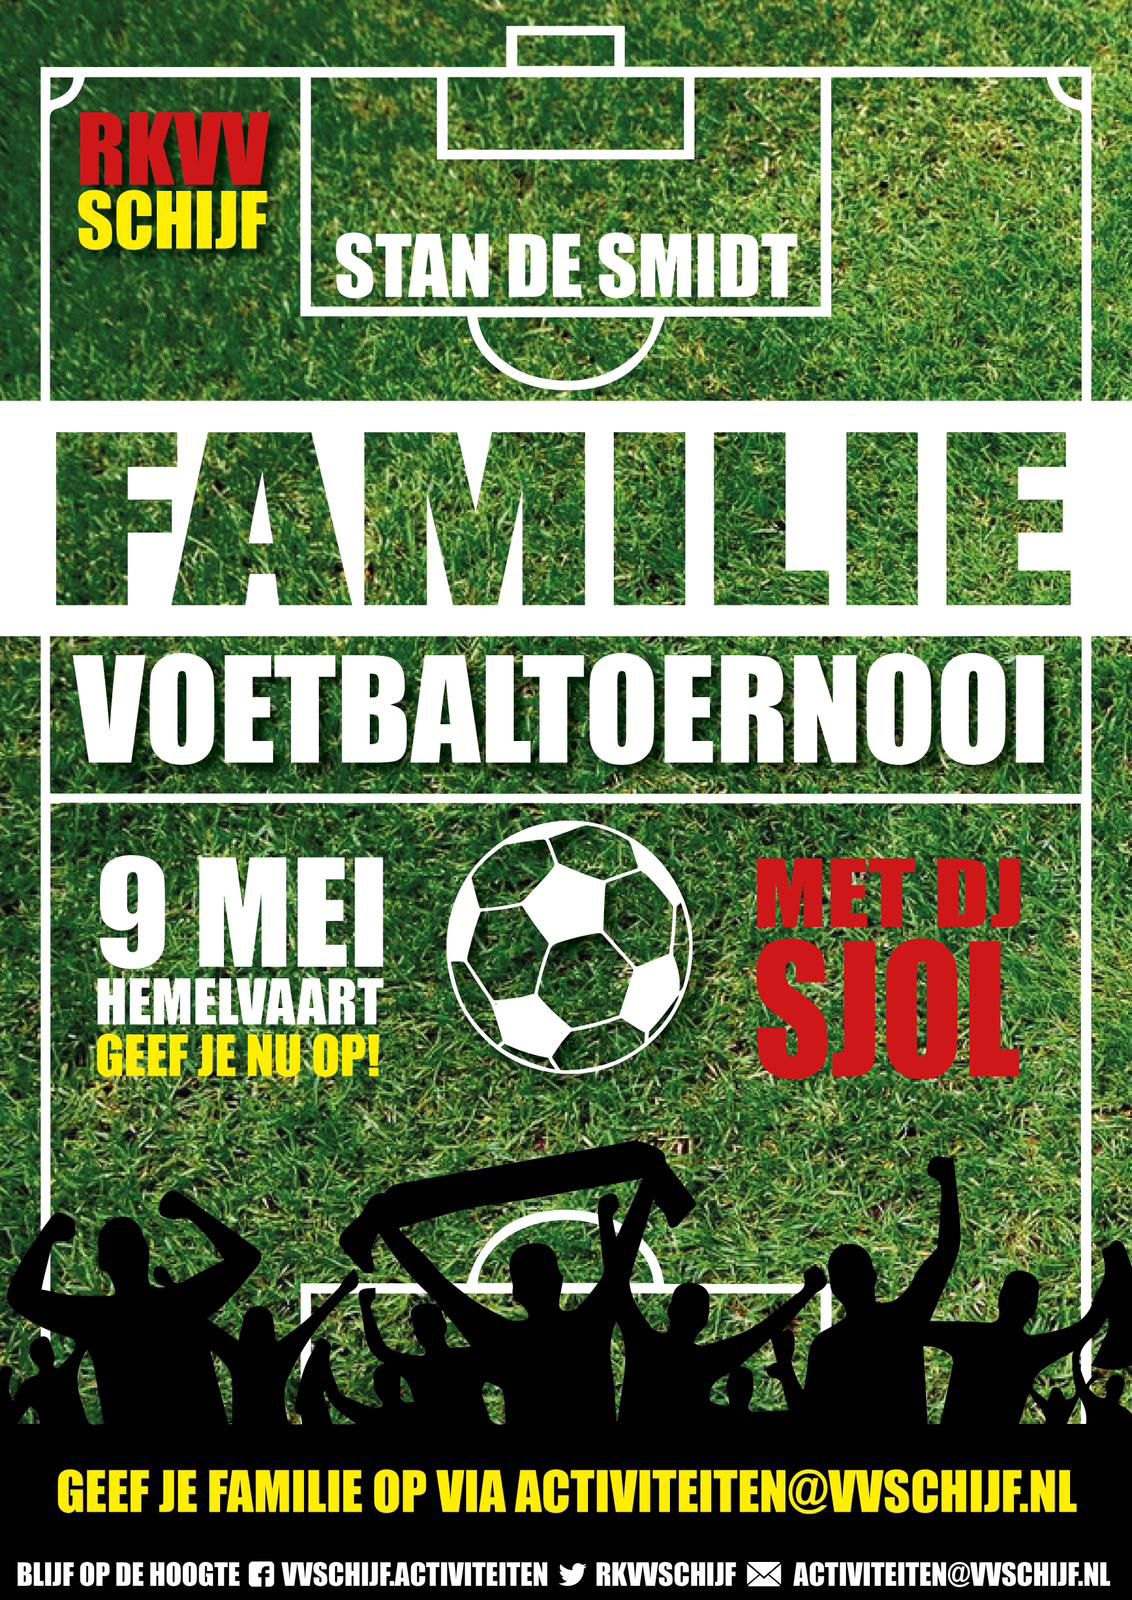 RKVV
SCHIJF
STAN DE SMIDT
FAMILIE
VOETBALTOERNOOI
9 MEI
HEMELVAART
GEEF JE NU OP!
MET DJ
SJOL
GEEF JE FAMILIE OP VIA ACTIVITEITEN@VVSCHIJF.NL
BLIJF OP DE HOOGTE VVSCHIJF.ACTIVITEITEN RKVVSCHIJF ACTIVITEITEN@VVSCHIJF.NL